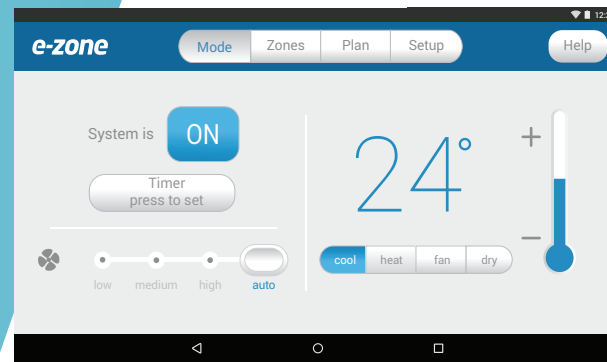 12:
e-zone
Mode Zones Plan Setup Help
System is ON
Timer
press to set
24°
+
−
low medium high auto
cool heat fan dry